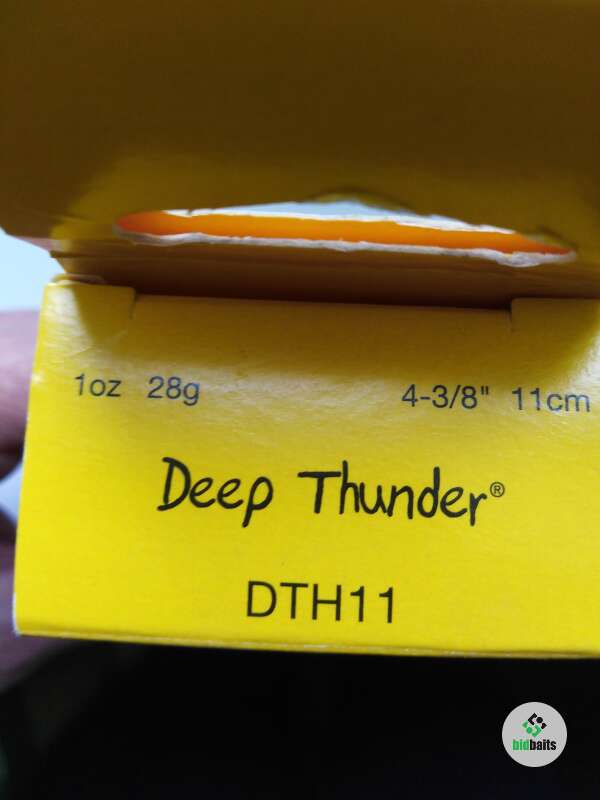 1oz 28g 4-3/8" 11cm
Deep Thunder®
DTH11
bidbaits